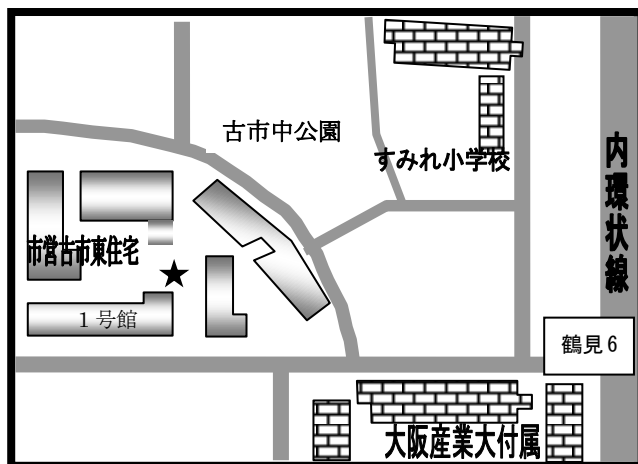 古市中公園
すみれ小学校
内環状線
市営古市東住宅
★
1号館
鶴見6
大阪産業大付属